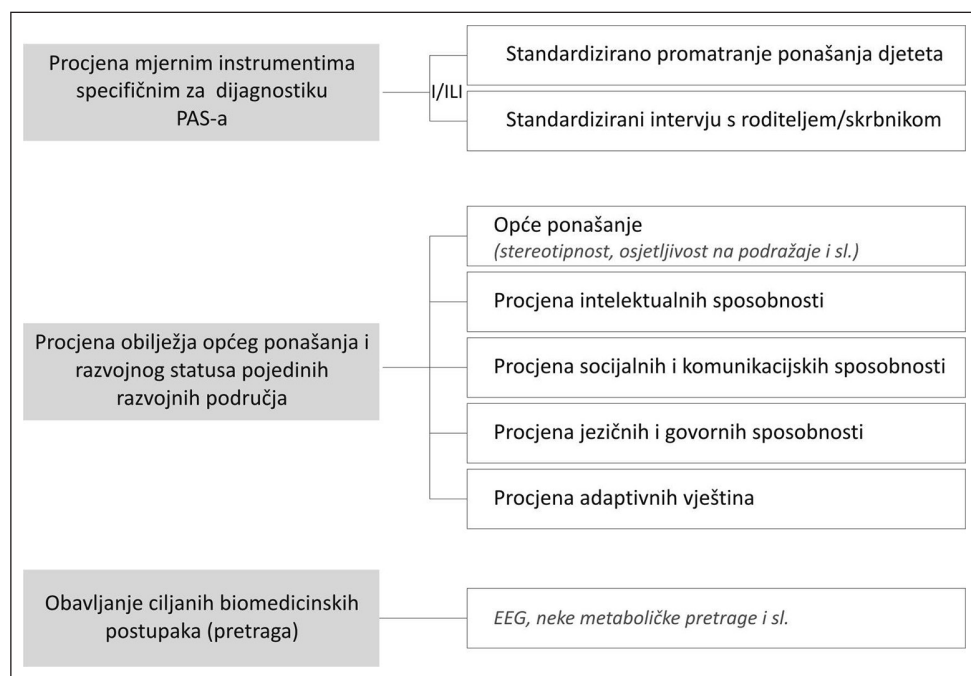 Procjena mjernim instrumentima
specifičnim za dijagnostiku
PAS-a
I/ILI
Standardizirano promatranje ponašanja djeteta
Standardizirani intervju s roditeljem/skrbnikom
Procjena obilježja općeg ponašanja i
razvojnog statusa pojedinih
razvojnih područja
Opće ponašanje
(stereotipnost, osjetljivost na podražaje i sl.)
Procjena intelektualnih sposobnosti
Procjena socijalnih i komunikacijskih sposobnosti
Procjena jezičnih i govornih sposobnosti
Procjena adaptivnih vještina
Obavljanje ciljanih biomedicinskih
postupaka (pretraga)
EEG, neke metaboličke pretrage i sl.